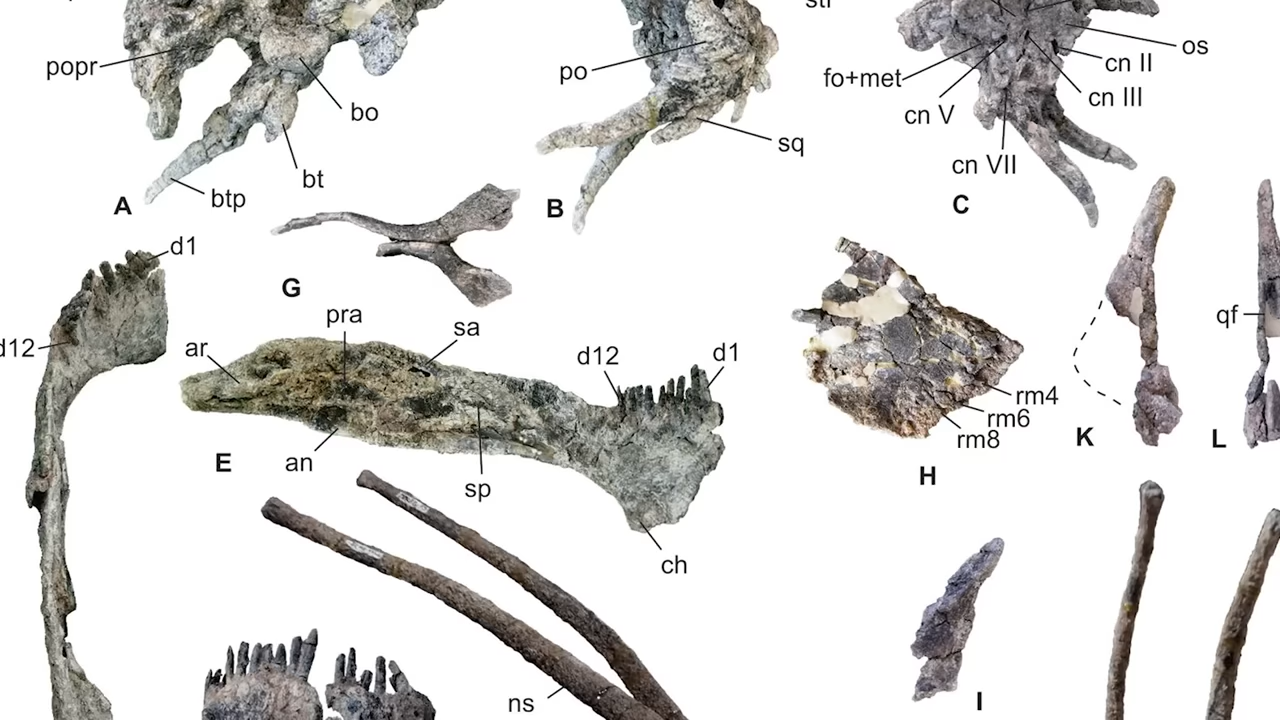 popr
bo
bt
btp
A
po
sq
B
fo+met
os
cn II
cn III
cn V
cn VII
C
d1
d12
G
pra
sa
ar
an
sp
E
d12
d1
ch
rm4
rm6
rm8
H
K
qf
L
ns
I